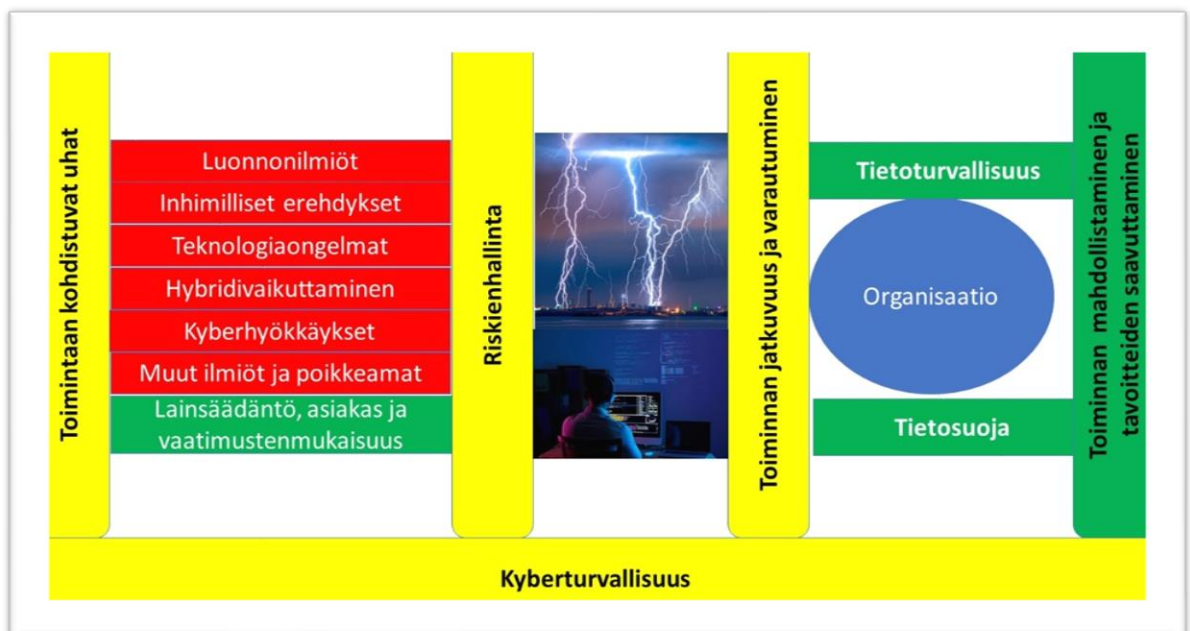 Toimintaan kohdistuvat uhat
Luonnonilmiöt
Inhimilliset erehdykset
Teknologiaongelmat
Hybridivaikuttaminen
Kyberhyökkäykset
Muut ilmiöt ja poikkeamat
Lainsäädäntö, asiakas ja
vaatimustenmukaisuus
Riskienhallinta
Toiminnan jatkuvuus ja varautuminen
Tietoturvallisuus
Organisaatio
Tietosuoja
Toiminnan mahdollistaminen ja
tavoitteiden saavuttaminen
Kyberturvallisuus